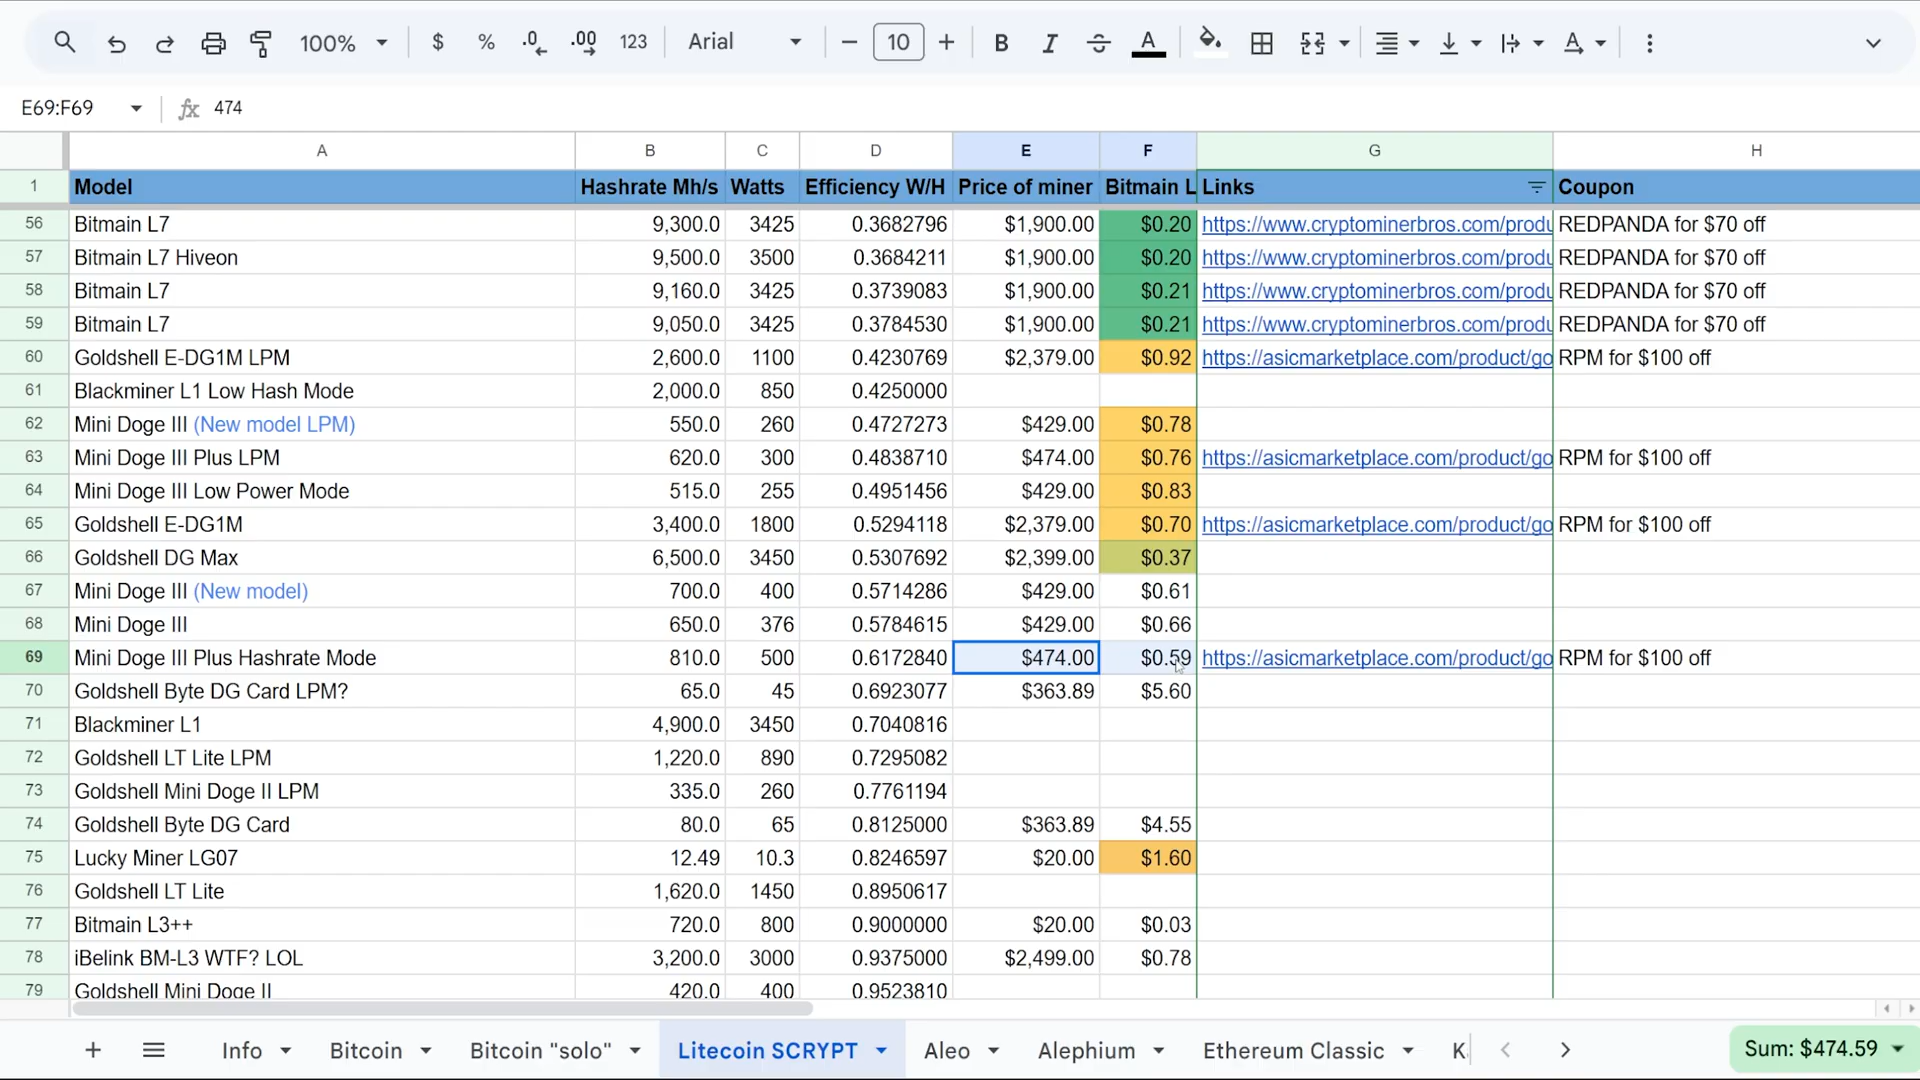 100% $ % .0 .00 123 Arial 10 B I A A
E69:F69 fx 474
A B C D E F G H
1 Model Hashrate Mh/s Watts Efficiency W/H Price of miner Bitmain L Links Coupon
56 Bitmain L7 9,300.0 3425 0.3682796 $1,900.00 $0.20 https://www.cryptominerbros.com/produ REDPANDA for $70 off
57 Bitmain L7 Hiveon 9,500.0 3500 0.3684211 $1,900.00 $0.20 https://www.cryptominerbros.com/produ REDPANDA for $70 off
58 Bitmain L7 9,160.0 3425 0.3739083 $1,900.00 $0.21 https://www.cryptominerbros.com/produ REDPANDA for $70 off
59 Bitmain L7 9,050.0 3425 0.3784530 $1,900.00 $0.21 https://www.cryptominerbros.com/produ REDPANDA for $70 off
60 Goldshell E-DG1M LPM 2,600.0 1100 0.4230769 $2,379.00 $0.92 https://asicmarketplace.com/product/go RPM for $100 off
61 Blackminer L1 Low Hash Mode 2,000.0 850 0.4250000
62 Mini Doge III (New model LPM) 550.0 260 0.4727273 $429.00 $0.78
63 Mini Doge III Plus LPM 620.0 300 0.4838710 $474.00 $0.76 https://asicmarketplace.com/product/go RPM for $100 off
64 Mini Doge III Low Power Mode 515.0 255 0.4951456 $429.00 $0.83
65 Goldshell E-DG1M 3,400.0 1800 0.5294118 $2,379.00 $0.70 https://asicmarketplace.com/product/go RPM for $100 off
66 Goldshell DG Max 6,500.0 3450 0.5307692 $2,399.00 $0.37
67 Mini Doge III (New model) 700.0 400 0.5714286 $429.00 $0.61
68 Mini Doge III 650.0 376 0.5784615 $429.00 $0.66
69 Mini Doge III Plus Hashrate Mode 810.0 500 0.6172840 $474.00 $0.59 https://asicmarketplace.com/product/go RPM for $100 off
70 Goldshell Byte DG Card LPM? 65.0 45 0.6923077 $363.89 $5.60
71 Blackminer L1 4,900.0 3450 0.7040816
72 Goldshell LT Lite LPM 1,220.0 890 0.7295082
73 Goldshell Mini Doge II LPM 335.0 260 0.7761194
74 Goldshell Byte DG Card 80.0 65 0.8125000 $363.89 $4.55
75 Lucky Miner LG07 12.49 10.3 0.8246597 $20.00 $1.60
76 Goldshell LT Lite 1,620.0 1450 0.8950617
77 Bitmain L3++ 720.0 800 0.9000000 $20.00 $0.03
78 iBelink BM-L3 WTF? LOL 3,200.0 3000 0.9375000 $2,499.00 $0.78
79 Goldshell Mini Doge II 420.0 400 0.9523810
Info Bitcoin Bitcoin "solo" Litecoin SCRYPT Aleo Alephium Ethereum Classic K Sum: $474.59